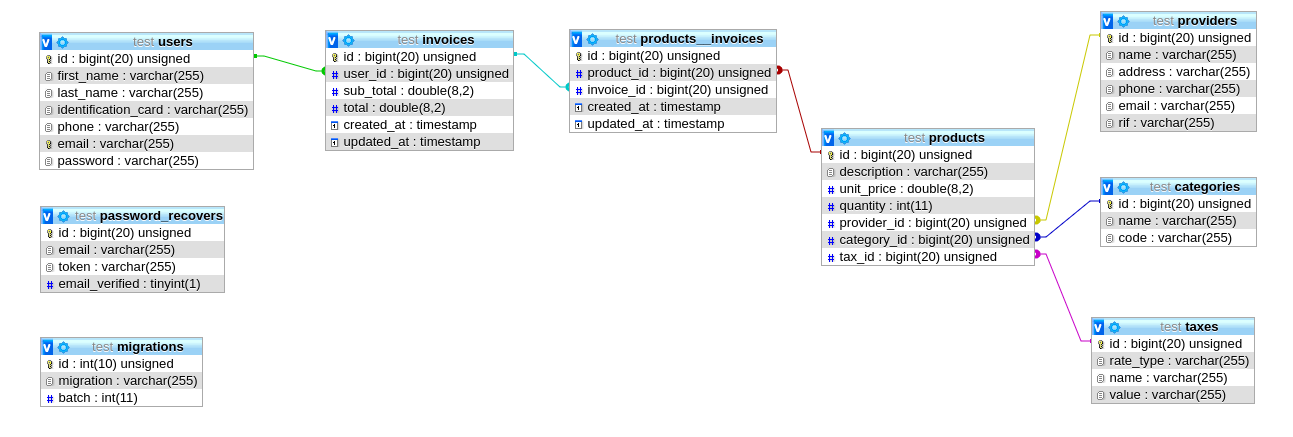 test users
id : bigint(20) unsigned
first_name : varchar(255)
last_name : varchar(255)
identification_card : varchar(255)
phone : varchar(255)
email : varchar(255)
password : varchar(255)
test password_recovers
id : bigint(20) unsigned
email : varchar(255)
token : varchar(255)
email_verified : tinyint(1)
test migrations
id : int(10) unsigned
migration : varchar(255)
batch : int(11)
test invoices
id : bigint(20) unsigned
user_id : bigint(20) unsigned
sub_total : double(8,2)
total : double(8,2)
created_at : timestamp
updated_at : timestamp
test products__invoices
id : bigint(20) unsigned
product_id : bigint(20) unsigned
invoice_id : bigint(20) unsigned
created_at : timestamp
updated_at : timestamp
test products
id : bigint(20) unsigned
description : varchar(255)
unit_price : double(8,2)
quantity : int(11)
provider_id : bigint(20) unsigned
category_id : bigint(20) unsigned
tax_id : bigint(20) unsigned
test providers
id : bigint(20) unsigned
name : varchar(255)
address : varchar(255)
phone : varchar(255)
email : varchar(255)
rif : varchar(255)
test categories
id : bigint(20) unsigned
name : varchar(255)
code : varchar(255)
test taxes
id : bigint(20) unsigned
rate_type : varchar(255)
name : varchar(255)
value : varchar(255)